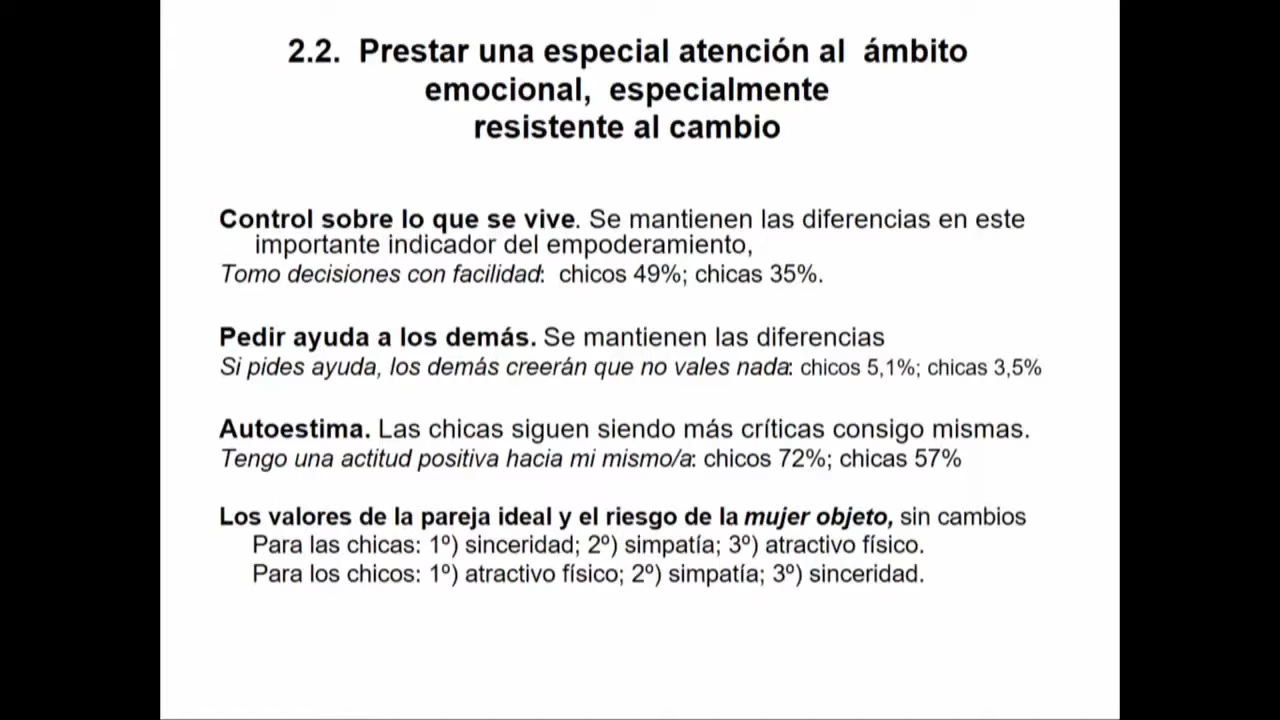 2.2. Prestar una especial atención al ámbito
emocional, especialmente
resistente al cambio
Control sobre lo que se vive. Se mantienen las diferencias en este
importante indicador del empoderamiento,
Tomo decisiones con facilidad: chicos 49%; chicas 35%.
Pedir ayuda a los demás. Se mantienen las diferencias
Si pides ayuda, los demás creerán que no vales nada: chicos 5,1%; chicas 3,5%
Autoestima. Las chicas siguen siendo más críticas consigo mismas.
Tengo una actitud positiva hacia mi mismo/a: chicos 72%; chicas 57%
Los valores de la pareja ideal y el riesgo de la mujer objeto, sin cambios
Para las chicas: 1º) sinceridad; 2º) simpatía; 3º) atractivo físico.
Para los chicos: 1º) atractivo físico; 2º) simpatía; 3º) sinceridad.